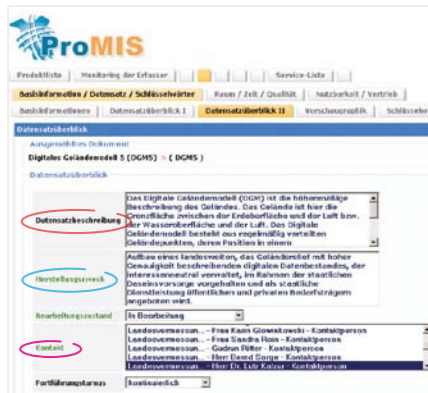 ProMIS
Produktliste | Monitoring der Erfasser | Service-Liste
Basisinformation / Datensatz / Schlüsselwörter Raum / Zeit / Qualität Nutzbarkeit / Vertrieb
Basisinformationen Datensatzüberblick I Datensatzüberblick II Vorschaugraphik
Datensatzüberblick
Ausgewähltes Dokument
Digitales Geländemodell 5 (DGM5) > ( DGM5 )
Datensatzüberblick
Das Digitale Geländemodell (DGM) ist die höhenmäßige
Beschreibung des Geländes. Das Gelände ist hier die
Grenzfläche zwischen der Erdoberfläche und der Luft bzw.
Datensatzbeschreibung
der Wasseroberfläche und der Luft. Das Digitale
Geländemodell besteht aus regelmäßig verteilten
Geländepunkten, deren Position in einem
Aufbau eines landesweiten, das Geländerelief mit hoher
Genauigkeit beschreibenden digitalen Datenbestandes, der
Herstellungszweck
interessenneutral verwaltet, im Rahmen der staatlichen
Daseinsvorsorge vorgehalten und als staatliche
Dienstleistung öffentlichen und privaten Bedarfsträgern
angeboten wird.
Bearbeitungszustand In Bearbeitung
Landesvermessun... - Frau Karin - Kontaktperson
Landesvermessun... - Frau Sandra - Kontaktperson
Kontakt
Landesvermessun... - Gudrun Ritter - Kontaktperson
Landesvermessun... - Herr Bernd Sorge - Kontaktperson
Landesvermessun... - Herr Dr. Lutz - Kontaktperson
kontinuierlich